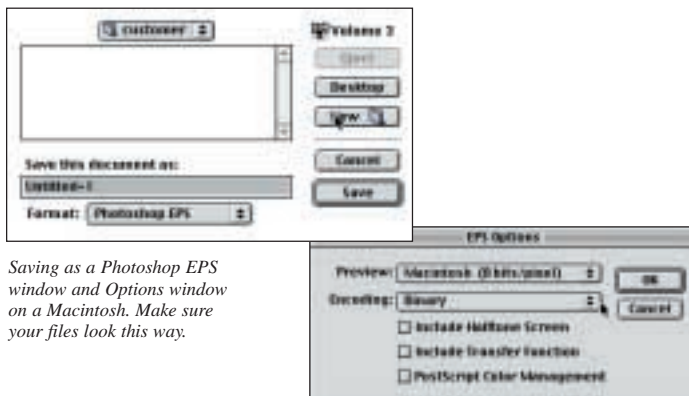 customer
Volume 3
Eject
Desktop
New
Cancel
Save
Save this document as:
Untitled-1
Format: Photoshop EPS
Saving as a Photoshop EPS
window and Options window
on a Macintosh. Make sure
your files look this way.
EPS Options
Preview: Macintosh (8 bits/pixel)
OK
Encoding: Binary
Cancel
Include Halftone Screen
Include Transfer Function
PostScript Color Management